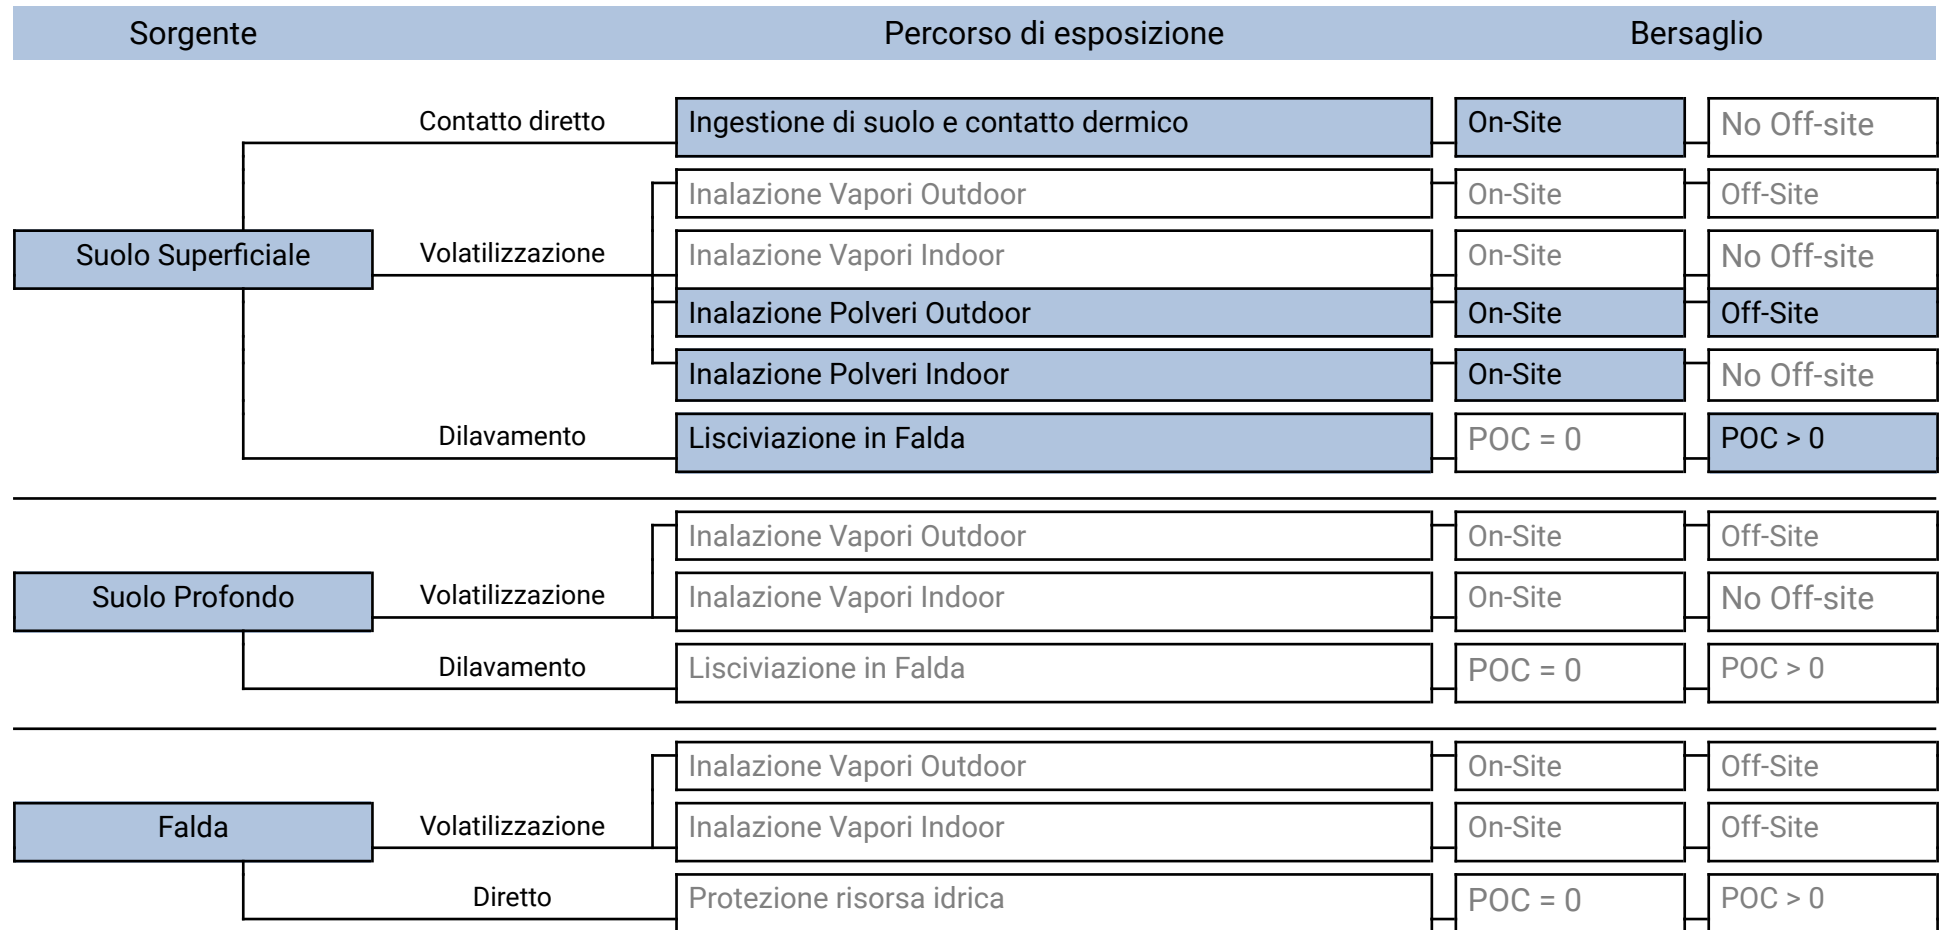 Sorgente Percorso di esposizione Bersaglio
Contatto diretto Ingestione di suolo e contatto dermico On-Site No Off-site
Inalazione Vapori Outdoor On-Site Off-Site
Suolo Superficiale Volatilizzazione Inalazione Vapori Indoor On-Site No Off-site
Inalazione Polveri Outdoor On-Site Off-Site
Inalazione Polveri Indoor On-Site No Off-site
Dilavamento Lisciviazione in Falda POC = 0 POC > 0
Inalazione Vapori Outdoor On-Site Off-Site
Suolo Profondo Volatilizzazione Inalazione Vapori Indoor On-Site No Off-site
Dilavamento Lisciviazione in Falda POC = 0 POC > 0
Inalazione Vapori Outdoor On-Site Off-Site
Falda Volatilizzazione Inalazione Vapori Indoor On-Site Off-Site
Diretto Protezione risorsa idrica POC = 0 POC > 0